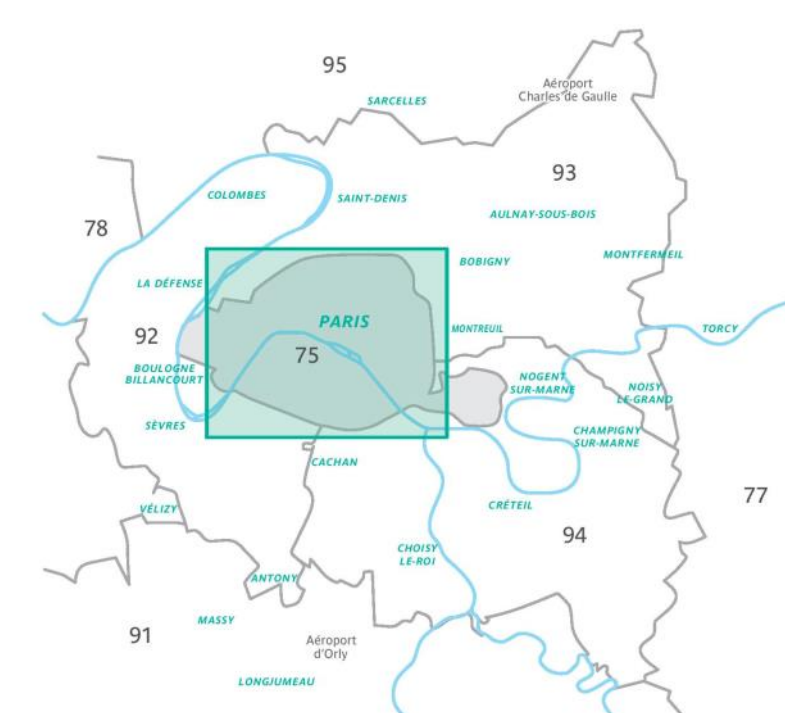 95
Aéroport
Charles de Gaulle
SARCELLES
93
COLOMBES
SAINT-DENIS
AULNAY-SOUS-BOIS
78
MONTFERMEIL
BOBIGNY
LA DÉFENSE
PARIS
MONTREUIL
TORCY
92
75
BOULOGNE
BILLANCOURT
NOGENT
SUR-MARNE
NOISY
LE-GRAND
SÈVRES
CHAMPIGNY
SUR-MARNE
CACHAN
77
VÉLIZY
CRÉTEIL
94
CHOISY
LE-ROI
ANTONY
MASSY
91
Aéroport
d'Orly
LONGJUMEAU